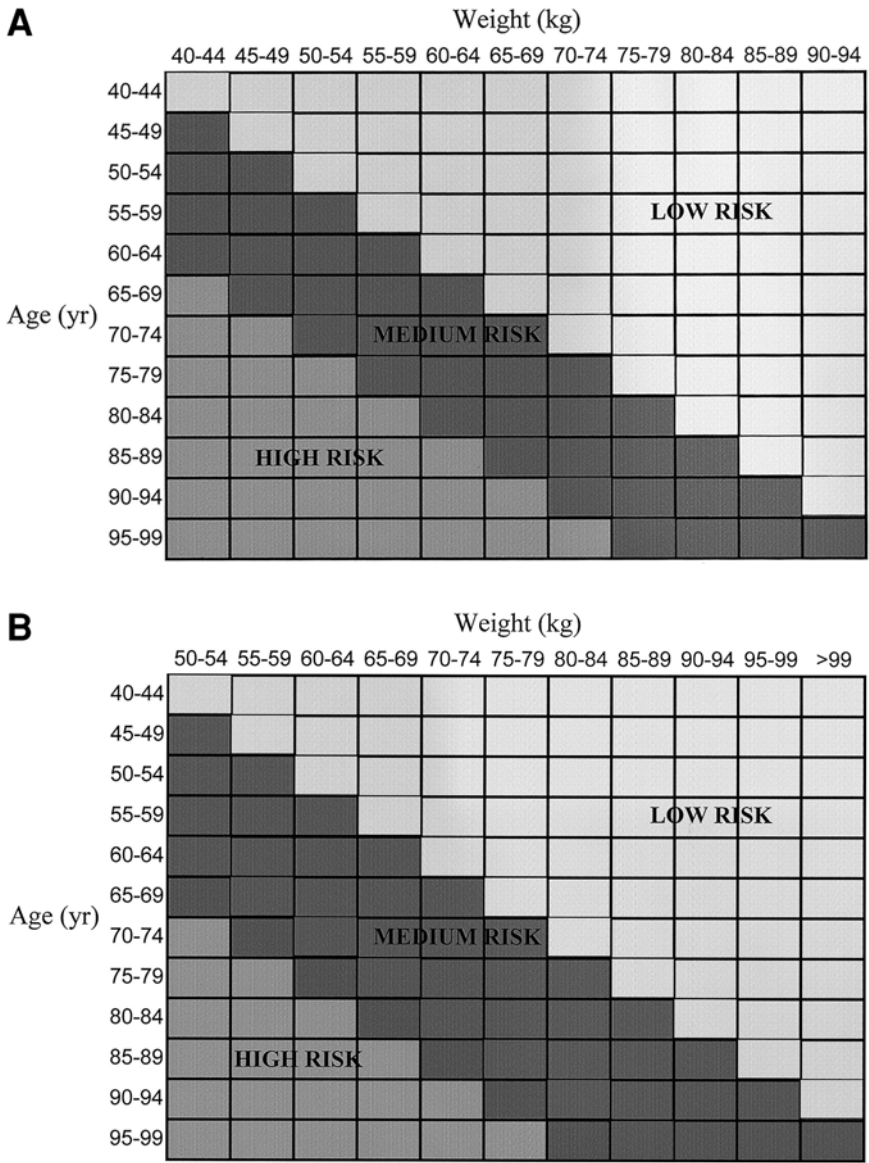 A
Weight (kg)
40-44 45-49 50-54 55-59 60-64 65-69 70-74 75-79 80-84 85-89 90-94
40-44
45-49
50-54
55-59 LOW RISK
60-64
65-69
Age (yr)
70-74 MEDIUM RISK
75-79
80-84
85-89 HIGH RISK
90-94
95-99
B
Weight (kg)
50-54 55-59 60-64 65-69 70-74 75-79 80-84 85-89 90-94 95-99 >99
40-44
45-49
50-54
55-59 LOW RISK
60-64
65-69
Age (yr)
70-74 MEDIUM RISK
75-79
80-84
85-89 HIGH RISK
90-94
95-99